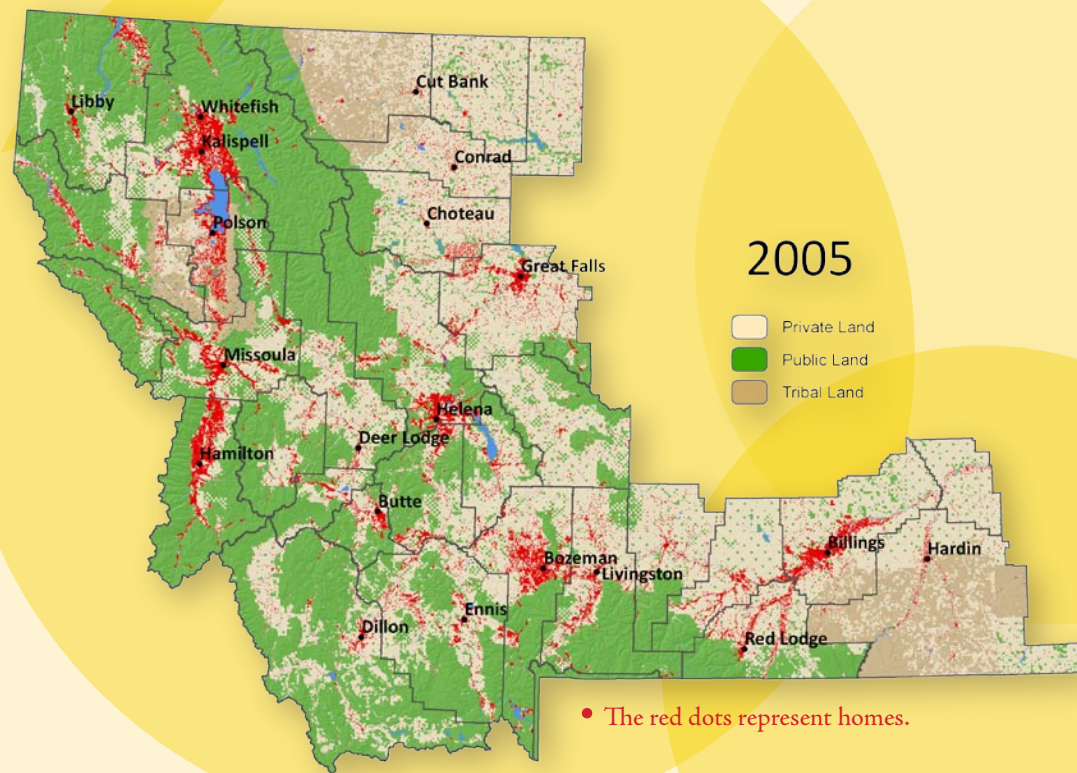 Cut Bank
Libby
Whitefish
Kalispell
Conrad
Choteau
Polson
2005
Great Falls
Private Land
Public Land
Missoula
Tribal Land
Helena
Deer Lodge
Hamilton
Butte
Billings
Hardin
Bozeman
Livingston
Ennis
Dillon
Red Lodge
• The red dots represent homes.